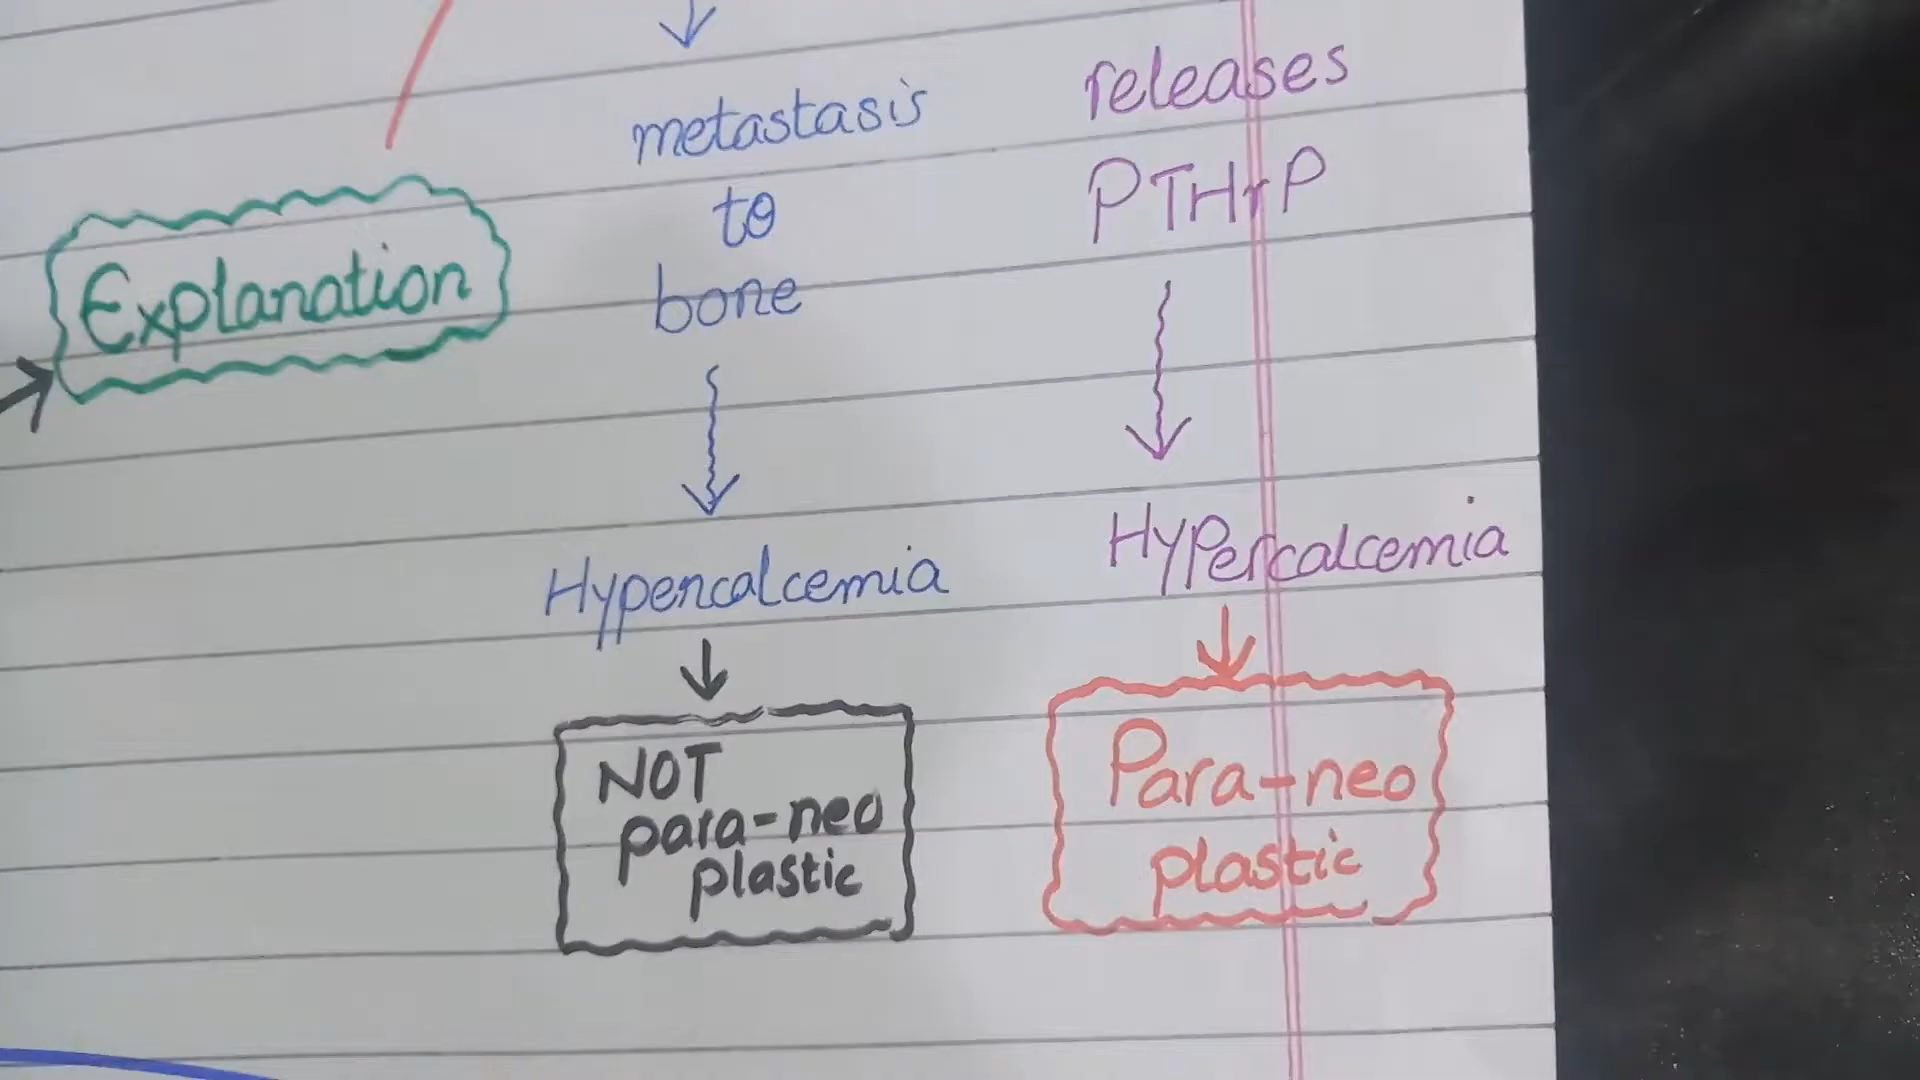 Explanation
metastasis
to
bone
Hypercalcemia
NOT
para-neo
plastic
releases
PTHrP
Hypercalcemia
Para-neo
plastic